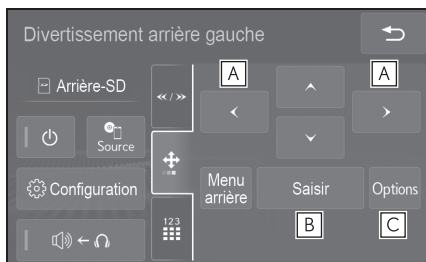 Divertissement arrière gauche
Arrière-SD
A
A
Source
Configuration
Menu
arrière
Saisir
Options
B
C
123